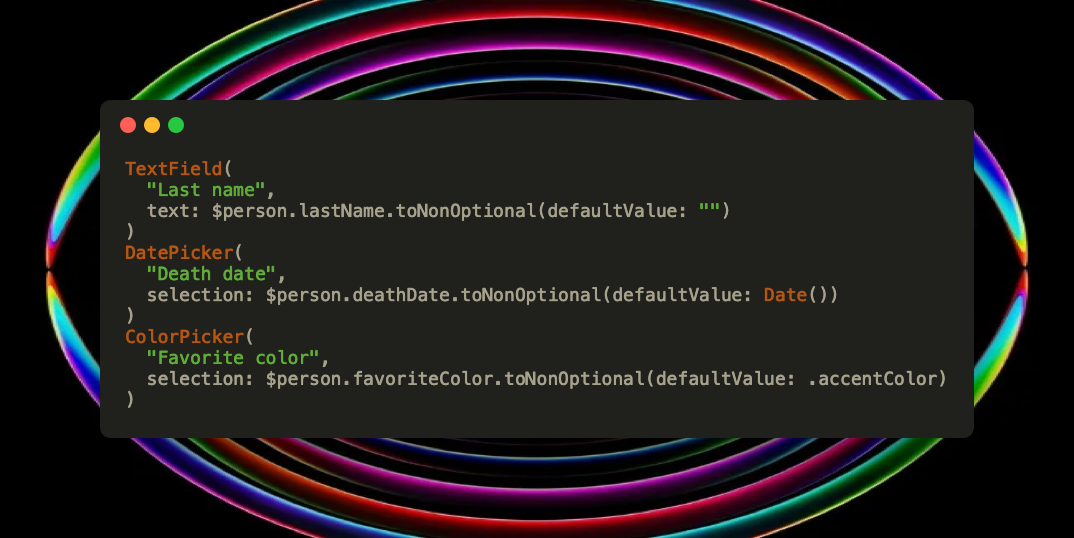 TextField(
  "Last name",
  text: $person.lastName.toNonOptional(defaultValue: "")
)
DatePicker(
  "Death date",
  selection: $person.deathDate.toNonOptional(defaultValue: Date())
)
ColorPicker(
  "Favorite color",
  selection: $person.favoriteColor.toNonOptional(defaultValue: .accentColor)
)